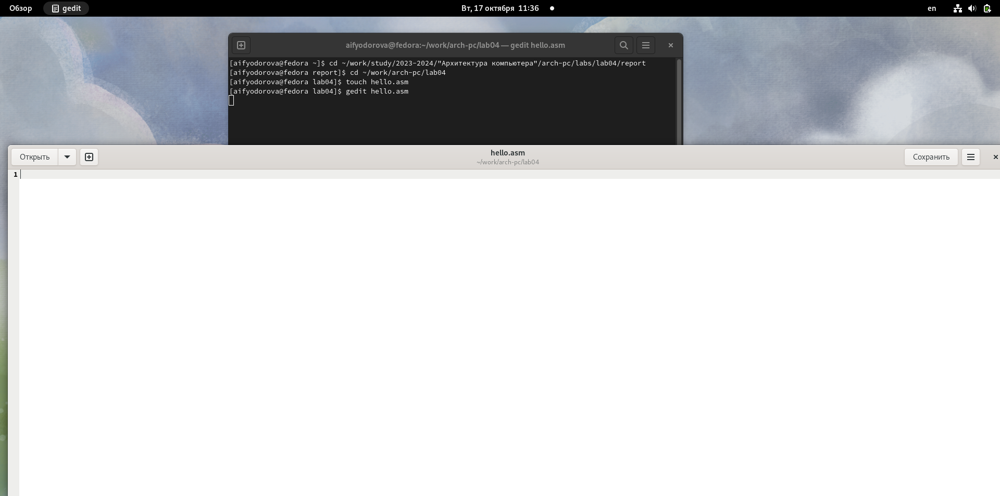 Обзор gedit Вт, 17 октября 11:36 en
aifyodorova@fedora:~/work/arch-pc/lab04 — gedit hello.asm
[aifyodorova@fedora ~]$ cd ~/work/study/2023-2024/"Архитектура компьютера"/arch-pc/labs/lab04/report
[aifyodorova@fedora report]$ cd ~/work/arch-pc/lab04
[aifyodorova@fedora lab04]$ touch hello.asm
[aifyodorova@fedora lab04]$ gedit hello.asm
Открыть hello.asm Сохранить
~/work/arch-pc/lab04
1